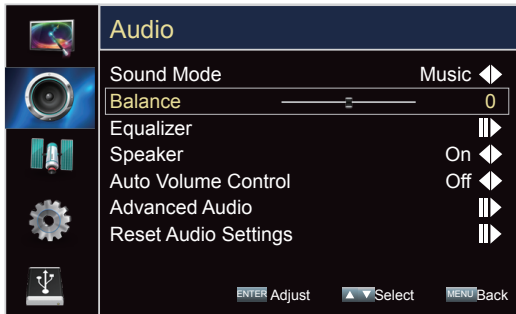 Audio
Sound Mode Music
Balance 0
Equalizer
Speaker On
Auto Volume Control Off
Advanced Audio
Reset Audio Settings
ENTER Adjust ▲ ▼ Select MENU Back